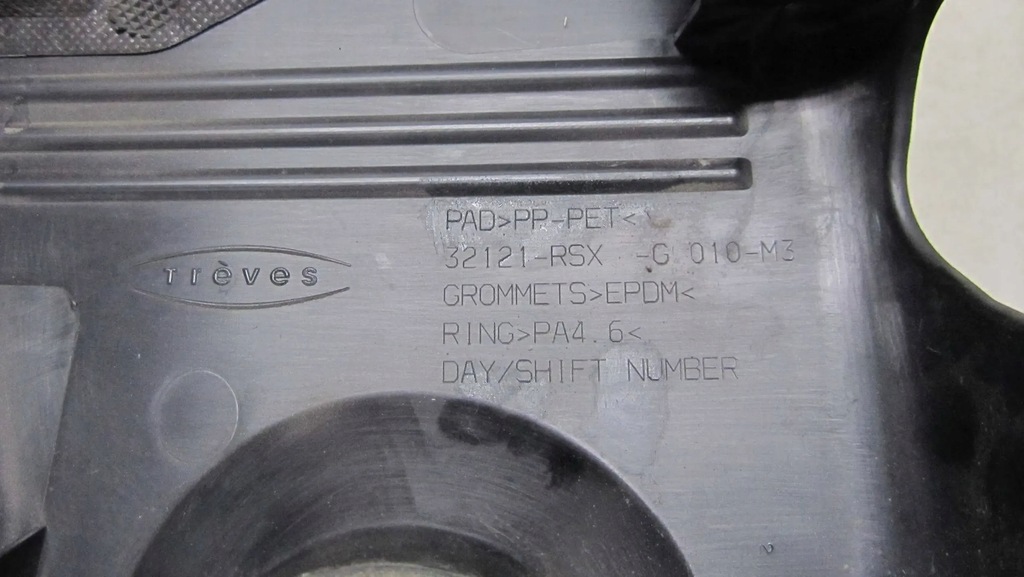 PAD>PP-PET<
32121-RSX -G 010-M3
Trèves
GROMMETS>EPDM<
RING>PA4.6<
DAY/SHIFT NUMBER